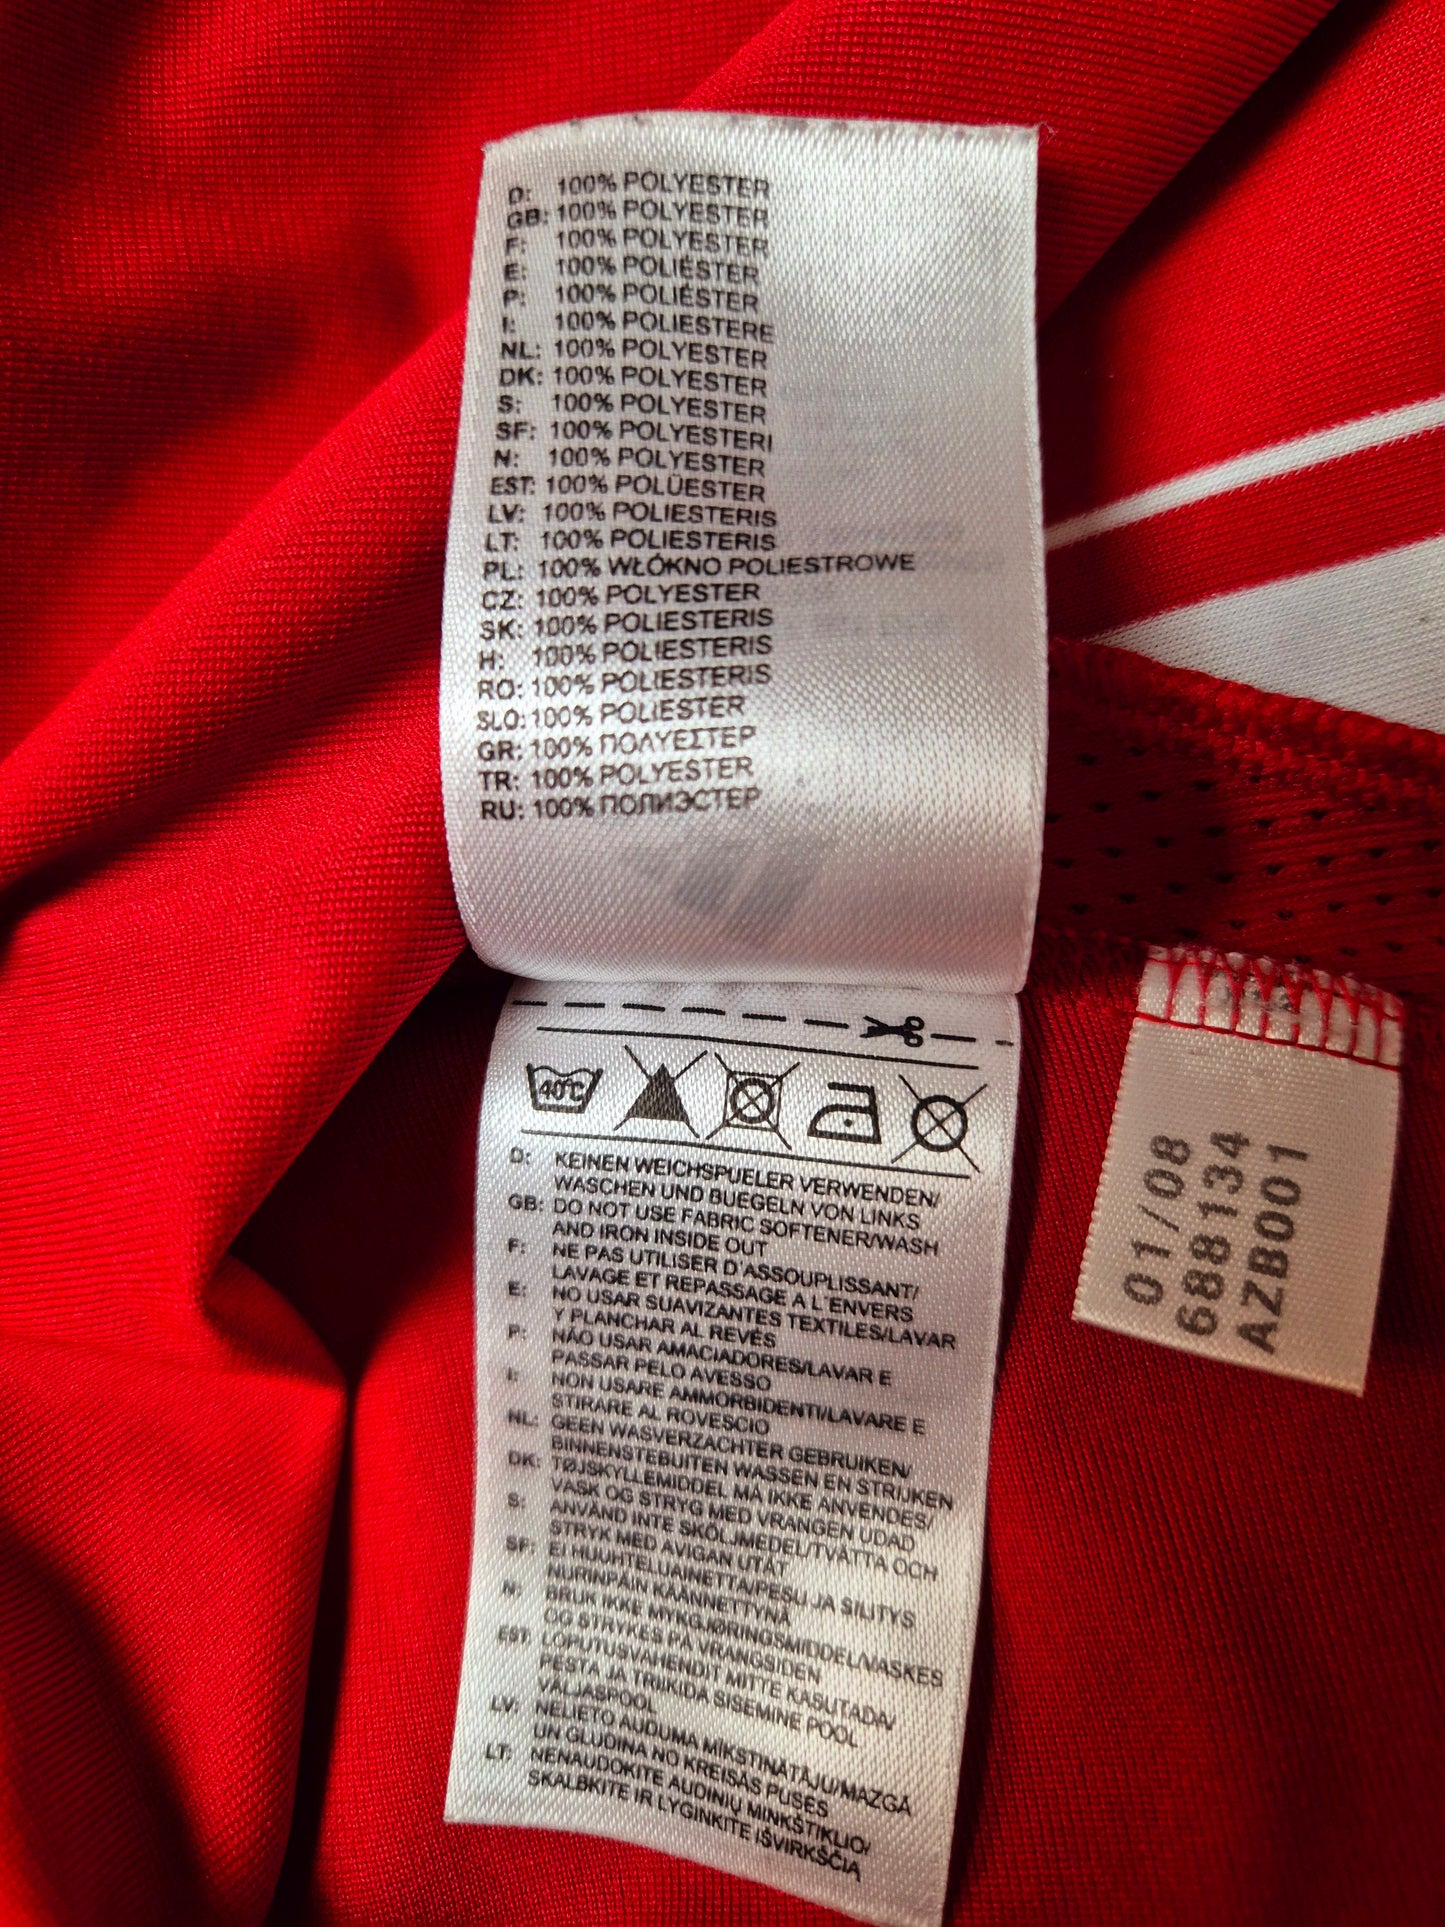 D: 100% POLYESTER
GB: 100% POLYESTER
F: 100% POLYESTER
E: 100% POLIÉSTER
P: 100% POLIÉSTER
I: 100% POLIESTERE
NL: 100% POLYESTER
DK: 100% POLYESTER
S: 100% POLYESTER
SF: 100% POLYESTERI
N: 100% POLYESTER
EST: 100% POLÜESTER
LV: 100% POLIESTERIS
LT: 100% POLIESTERIS
PL: 100% WŁÓKNO POLIESTROWE
CZ: 100% POLYESTER
SK: 100% POLIESTERIS
H: 100% POLIESTERIS
RO: 100% POLIESTERIS
SLO: 100% POLIESTER
GR: 100% ΠΟΛΥΕΣΤΕΡ
TR: 100% POLYESTER
RU: 100% ПОЛИЭСТЕР
40°C
D: KEINEN WEICHSPUELER VERWENDEN/
WASCHEN UND BUEGELN VON LINKS
GB: DO NOT USE FABRIC SOFTENER/WASH
AND IRON INSIDE OUT
F: NE PAS UTILISER D'ASSOUPLISSANT/
LAVAGE ET REPASSAGE A L'ENVERS
E: NO USAR SUAVIZANTES TEXTILES/LAVAR
Y PLANCHAR AL REVÉS
P: NÃO USAR AMACIADORES/LAVAR E
PASSAR PELO AVESSO
I: NON USARE AMMORBIDENTI/LAVARE E
STIRARE AL ROVESCIO
NL: GEEN WASVERZACHTER GEBRUIKEN/
BINNENSTEBUITEN WASSEN EN STRIJKEN
DK: TØJSKYLLEMIDDEL MÅ IKKE ANVENDES/
VASK OG STRYG MED VRANGEN UDAD
S: ANVÄND INTE SKÖLJMEDEL/TVÄTTA OCH
STRYK MED AVIGAN UTÅT
SF: EI HUUHTELUAINETTA/PESU JA SILITYS
NURINPÄIN KÄÄNNETTYNÄ
N: BRUK IKKE MYKGJØRINGSMIDDEL/VASKES
OG STRYKES PÅ VRANGSIDEN
EST: LOPUTUSVAHENDIT MITTE KASUTADA/
PESTA JA TRIIKIDA SISEMINE POOL
VÄLJASPOOL
LV: NELIETO AUDUMA MĪKSTINĀTĀJU/MAZGĀ
UN GLUDINA NO KREISĀS PUSES
LT: NENAUDOKITE AUDINIŲ MINKŠTIKLIO/
SKALBKITE IR LYGINKITE IŠVIRKŠČIĄ
01/08
688134
AZB001